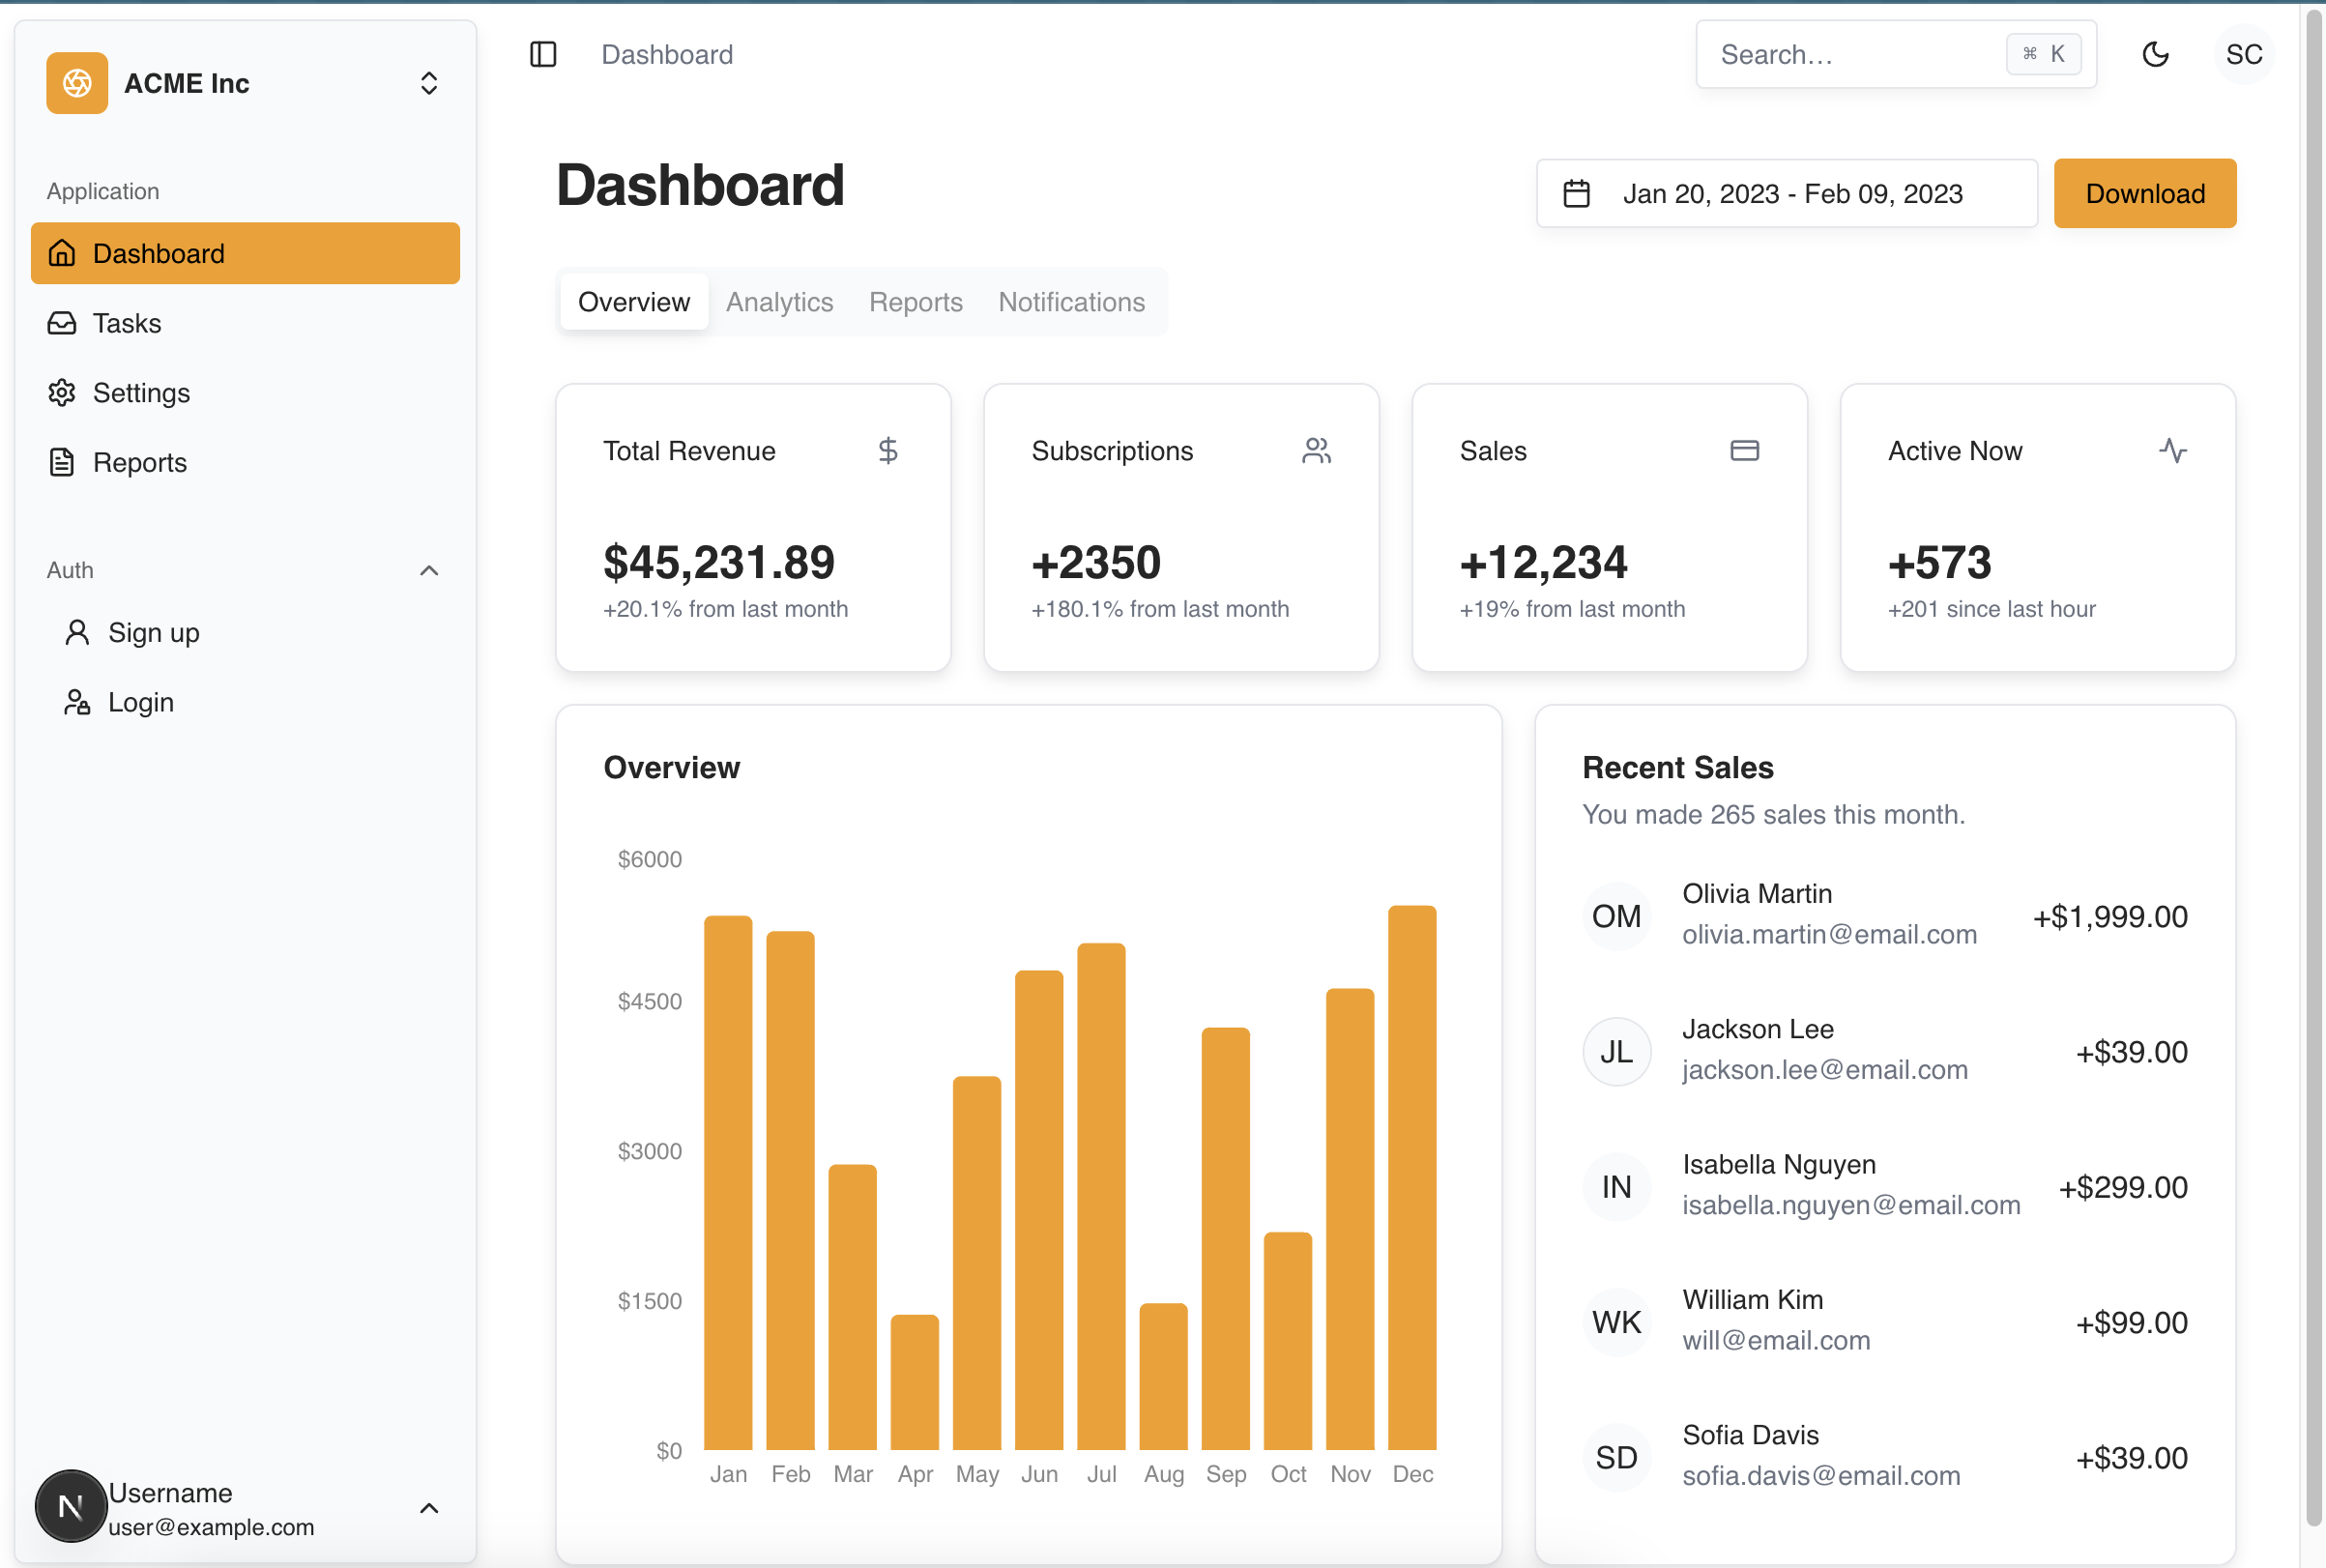 ACME Inc
Application
Dashboard
Tasks
Settings
Reports
Auth
Sign up
Login
N
Username
user@example.com
Dashboard
Search...
⌘ K
SC
Dashboard
Jan 20, 2023 - Feb 09, 2023
Download
Overview
Analytics
Reports
Notifications
Total Revenue
$45,231.89
+20.1% from last month
Subscriptions
+2350
+180.1% from last month
Sales
+12,234
+19% from last month
Active Now
+573
+201 since last hour
Overview
$6000
$4500
$3000
$1500
$0
Jan Feb Mar Apr May Jun Jul Aug Sep Oct Nov Dec
Recent Sales
You made 265 sales this month.
OM
Olivia Martin
olivia.martin@email.com
+$1,999.00
JL
Jackson Lee
jackson.lee@email.com
+$39.00
IN
Isabella Nguyen
isabella.nguyen@email.com
+$299.00
WK
William Kim
will@email.com
+$99.00
SD
Sofia Davis
sofia.davis@email.com
+$39.00